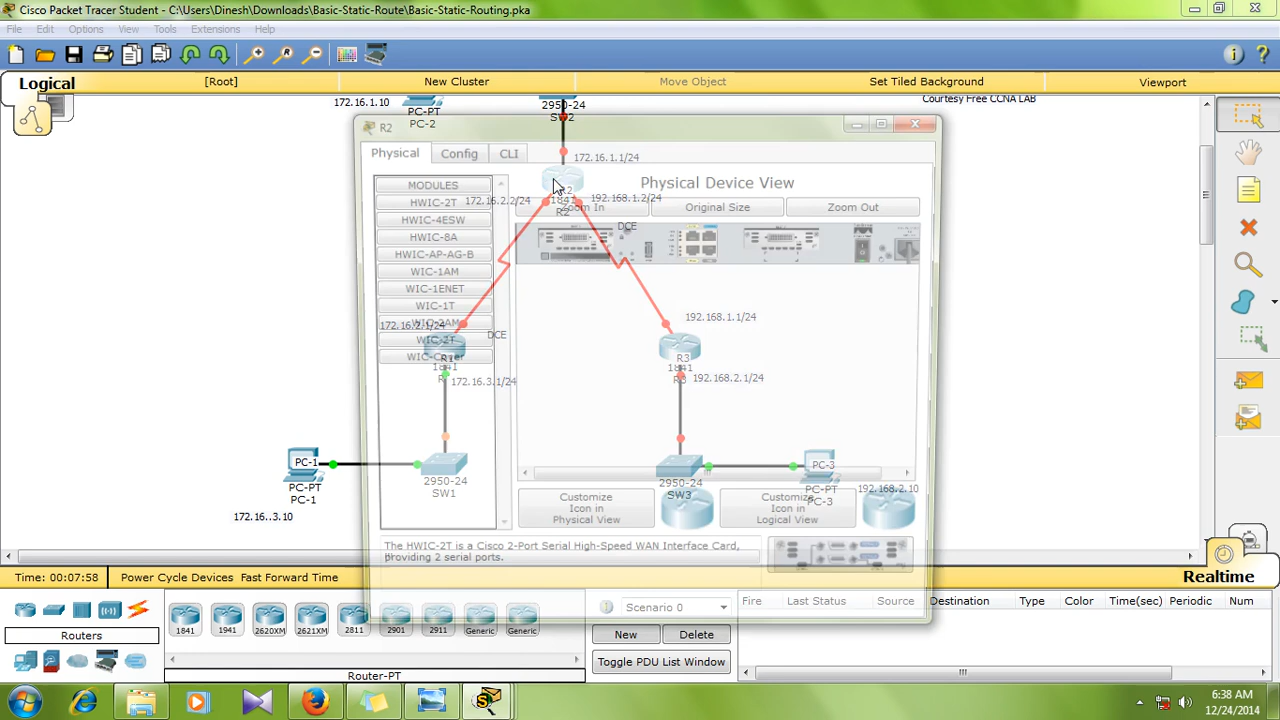 Cisco Packet Tracer Student - C:\Users\Dinesh\Downloads\Basic-Static-Route\Basic-Static-Routing.pka
File Edit Options View Tools Extensions Help
Logical [Root] New Cluster Move Object Set Tiled Background Viewport
172.16.1.10
PC-PT
PC-2
2950-24
SW2
Courtesy Free CCNA LAB
R2
Physical Config CLI
172.16.1.1/24
MODULES
HWIC-2T
HWIC-4ESW
HWIC-8A
HWIC-AP-AG-B
WIC-1AM
WIC-1ENET
WIC-1T
WIC-2AM
WIC-2T
WIC-Cover
Physical Device View
Zoom In Original Size Zoom Out
172.16.2.2/24
R2
1841
R2
192.168.1.2/24
DCE
172.16.2.1/24
DCE
192.168.1.1/24
R1
1841
172.16.3.1/24
R3
1841
R3
192.168.2.1/24
PC-1
PC-PT
PC-1
172.16..3.10
2950-24
SW1
2950-24
SW3
PC-3
PC-PT
PC-3
192.168.2.10
Customize
Icon in
Physical View
Customize
Icon in
Logical View
The HWIC-2T is a Cisco 2-Port Serial High-Speed WAN Interface Card,
providing 2 serial ports.
Time: 00:07:58 Power Cycle Devices Fast Forward Time
Realtime
Routers
1841 1941 2620XM 2621XM 2811 2901 2911 Generic Generic
Router-PT
Scenario 0
New Delete
Toggle PDU List Window
Fire Last Status Source Destination Type Color Time(sec) Periodic Num
6:38 AM
12/24/2014